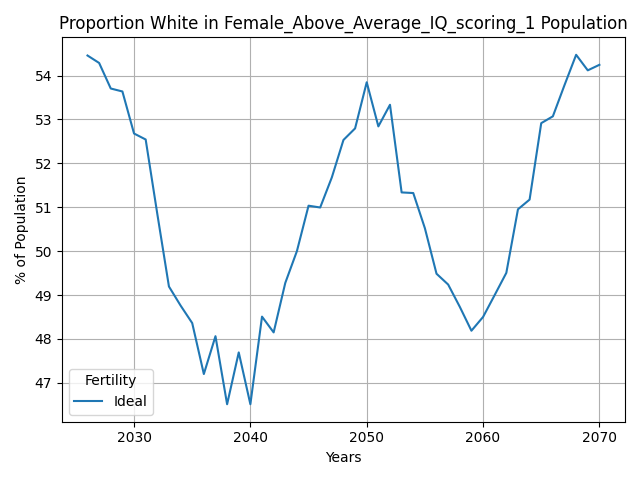 Proportion White in Female_Above_Average_IQ_scoring_1 Population
% of Population
54
53
52
51
50
49
48
47
Fertility
Ideal
2030
2040
2050
2060
2070
Years